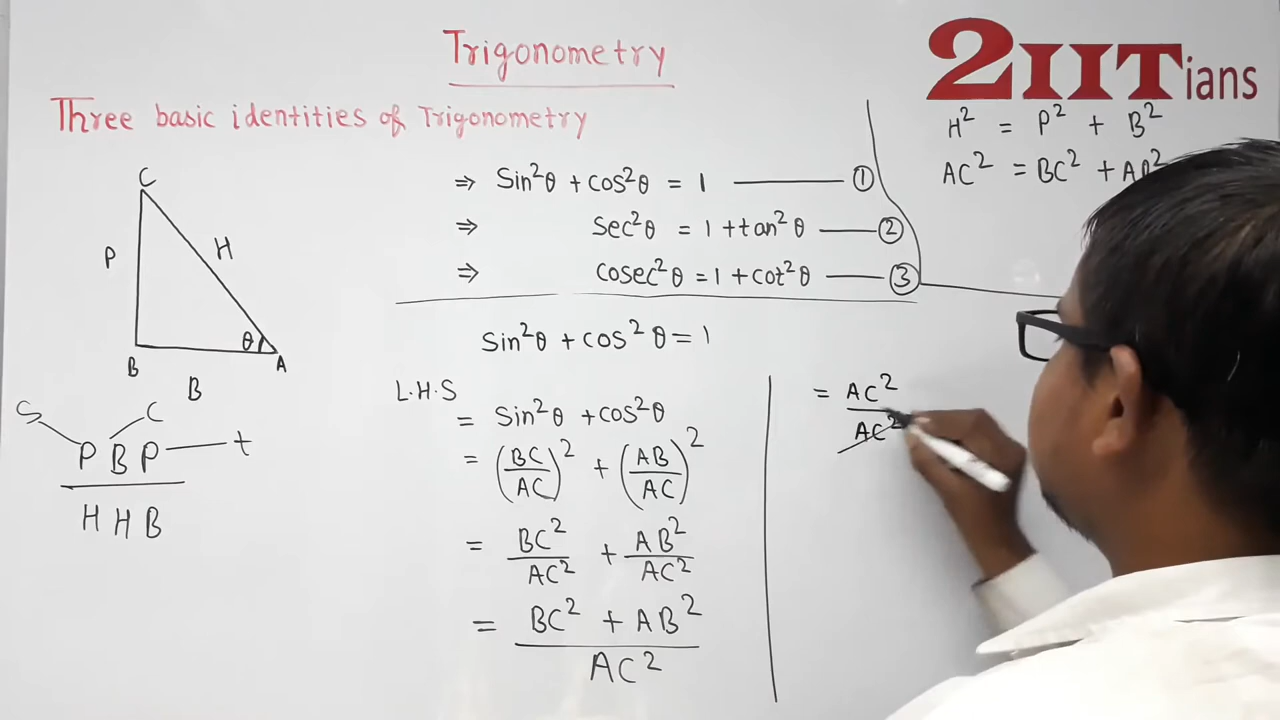 Trigonometry
2IITians
Three basic identities of Trigonometry
H² = P² + B²
AC² = BC² + AB²
⇒ Sin²θ + cos²θ = 1 ——— ①
⇒ sec²θ = 1 + tan²θ —— ②
⇒ cosec²θ = 1 + cot²θ —— ③
C
P
H
θ
B
A
B
S
C
P B P — t
H H B
Sin²θ + cos²θ = 1
L.H.S
= Sin²θ + cos²θ
= (BC/AC)² + (AB/AC)²
= BC²/AC² + AB²/AC²
= BC² + AB²/AC²
= AC²/AC²